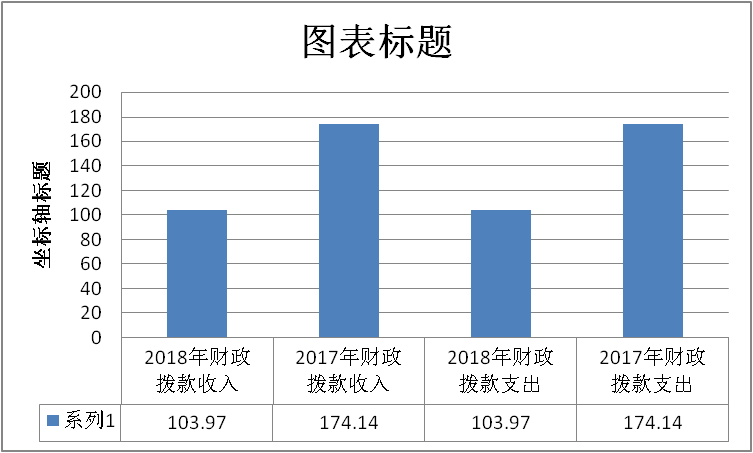 图表标题
坐标轴标题
200
180
160
140
120
100
80
60
40
20
0
2018年财政
拨款收入
2017年财政
拨款收入
2018年财政
拨款支出
2017年财政
拨款支出
系列1 103.97 174.14 103.97 174.14